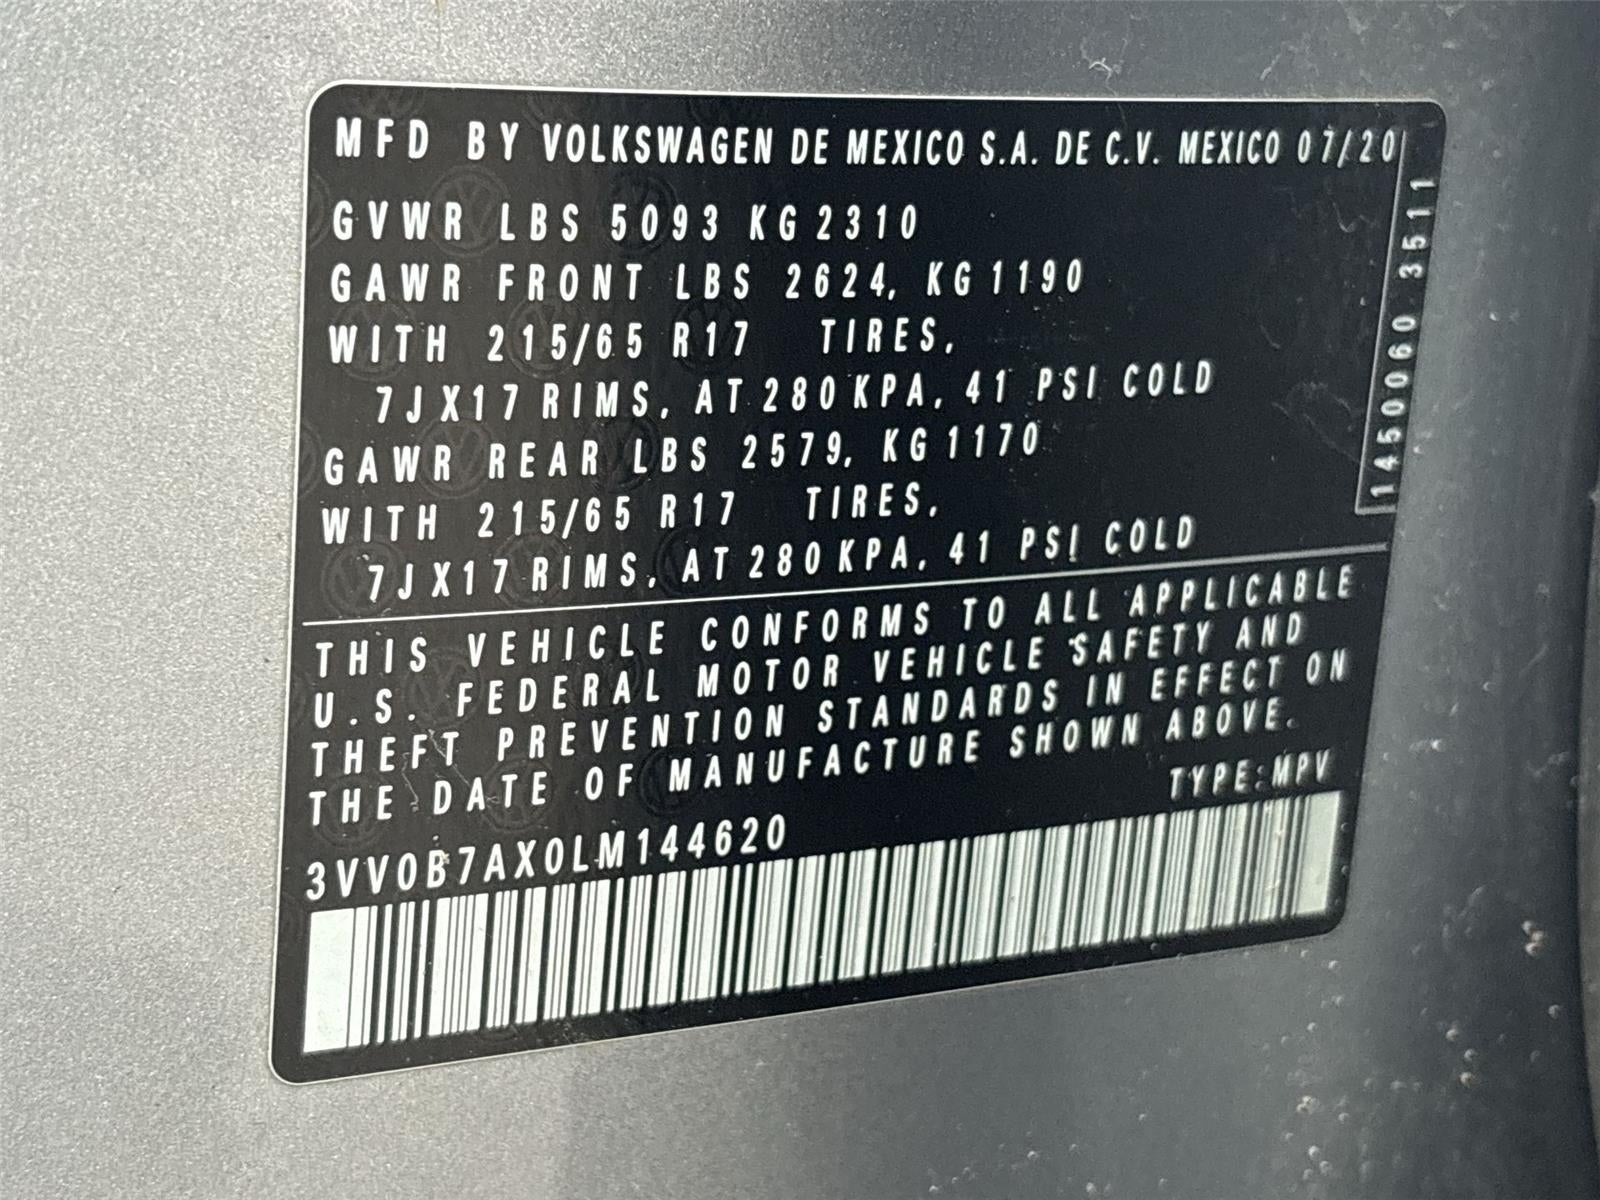 MFD BY VOLKSWAGEN DE MEXICO S.A. DE C.V. MEXICO 07/20
GVWR LBS 5093 KG 2310
GAWR FRONT LBS 2624, KG 1190
WITH 215/65 R17 TIRES,
7JX17 RIMS, AT 280 KPA, 41 PSI COLD
GAWR REAR LBS 2579, KG 1170
WITH 215/65 R17 TIRES,
7JX17 RIMS, AT 280 KPA, 41 PSI COLD
1450060 3511
THIS VEHICLE CONFORMS TO ALL APPLICABLE
U.S. FEDERAL MOTOR VEHICLE SAFETY AND
THEFT PREVENTION STANDARDS IN EFFECT ON
THE DATE OF MANUFACTURE SHOWN ABOVE.
TYPE:MPV
3VV0B7AX0LM144620